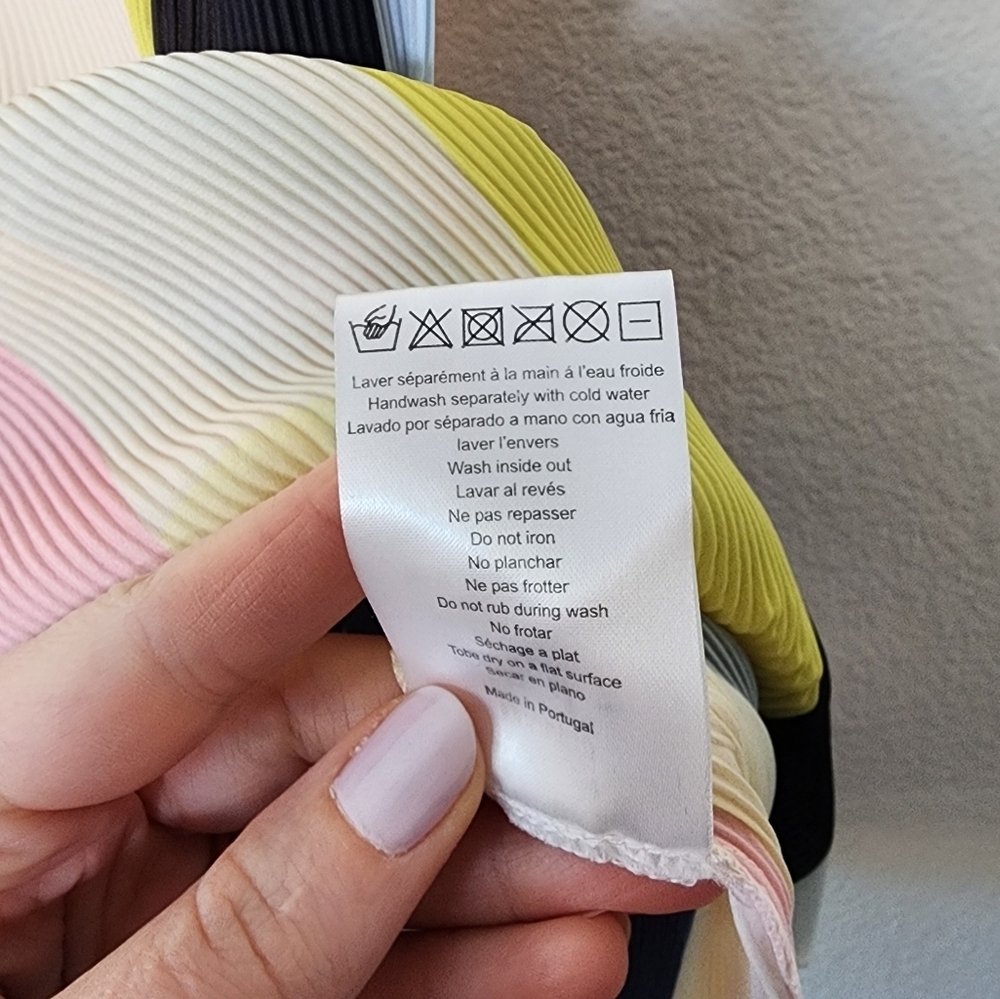 Laver séparément à la main á l'eau froide
Handwash separately with cold water
Lavado por séparado a mano con agua fria
laver l'envers
Wash inside out
Lavar al revés
Ne pas repasser
Do not iron
No planchar
Ne pas frotter
Do not rub during wash
No frotar
Séchage a plat
Tobe dry on a flat surface
Secar en plano
Made in Portugal